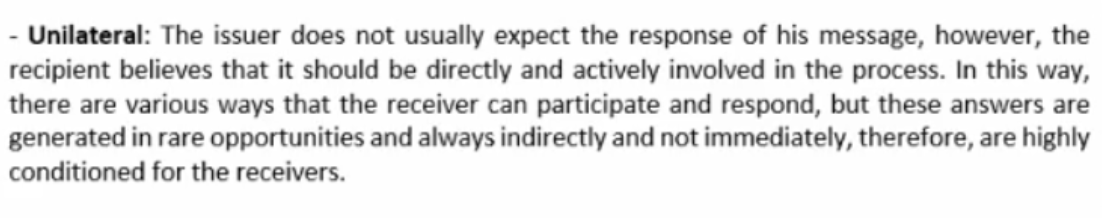 - Unilateral: The issuer does not usually expect the response of his message, however, the
recipient believes that it should be directly and actively involved in the process. In this way,
there are various ways that the receiver can participate and respond, but these answers are
generated in rare opportunities and always indirectly and not immediately, therefore, are highly
conditioned for the receivers.